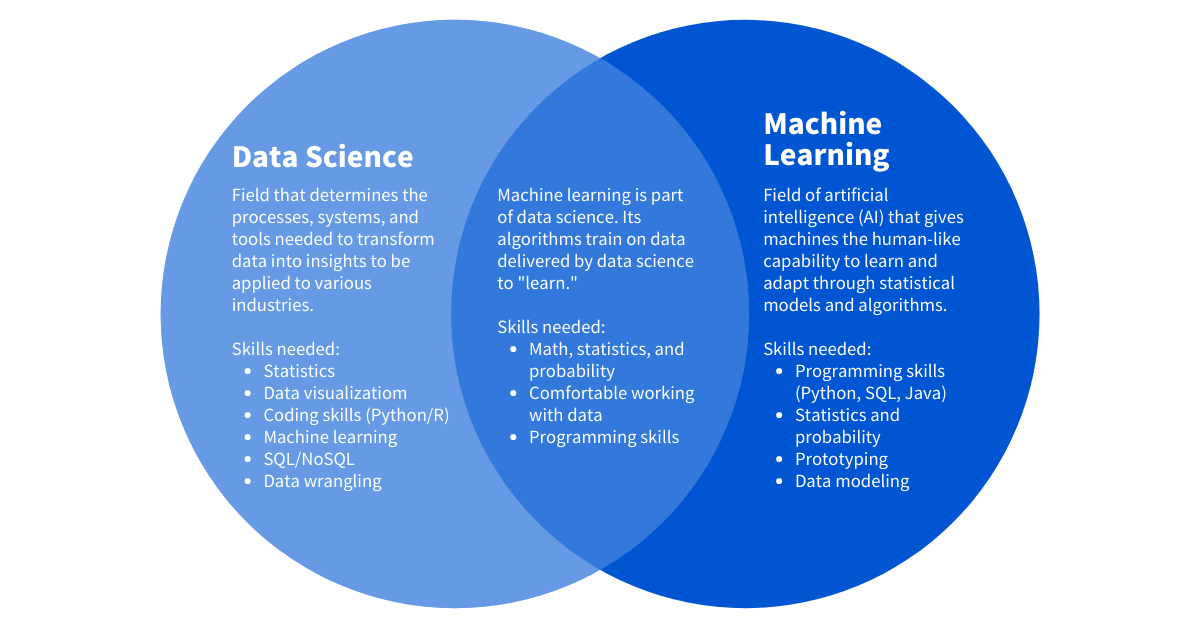 Data Science
Field that determines the
processes, systems, and
tools needed to transform
data into insights to be
applied to various
industries.
Skills needed:
• Statistics
• Data visualizatiom
• Coding skills (Python/R)
• Machine learning
• SQL/NoSQL
• Data wrangling
Machine learning is part
of data science. Its
algorithms train on data
delivered by data science
to "learn."
Skills needed:
• Math, statistics, and
probability
• Comfortable working
with data
• Programming skills
Machine
Learning
Field of artificial
intelligence (AI) that gives
machines the human-like
capability to learn and
adapt through statistical
models and algorithms.
Skills needed:
• Programming skills
(Python, SQL, Java)
• Statistics and
probability
• Prototyping
• Data modeling